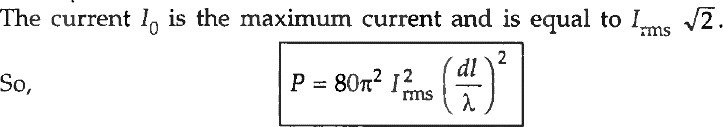 The current I₀ is the maximum current and is equal to I_rms √2.
So, P = 80π² I²_rms (dl/λ)²